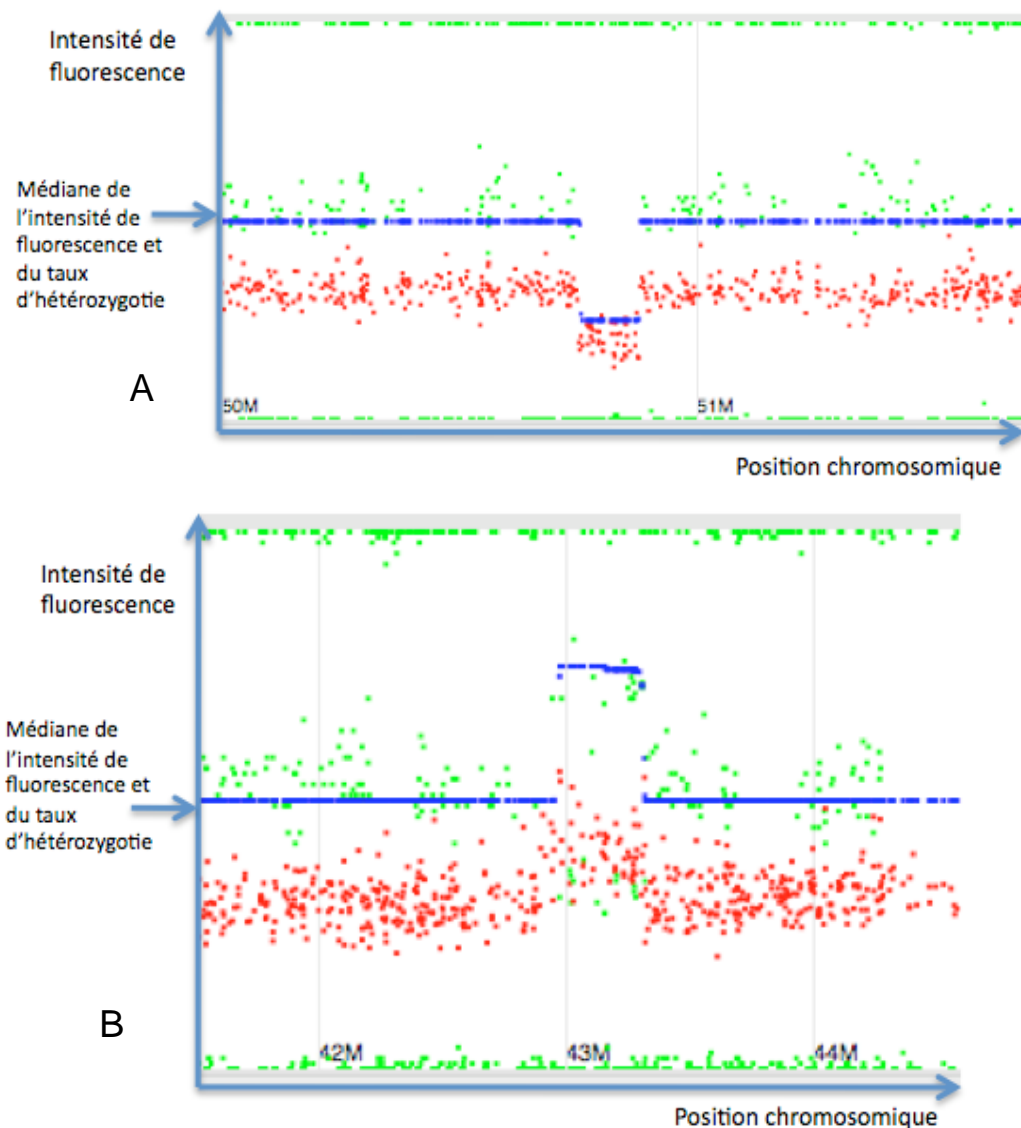 Intensité de
fluorescence
Médiane de
l'intensité de
fluorescence et
du taux
d'hétérozygotie
A
50M
51M
Position chromosomique
Intensité de
fluorescence
Médiane de
l'intensité de
fluorescence et
du taux
d'hétérozygotie
B
42M
43M
44M
Position chromosomique